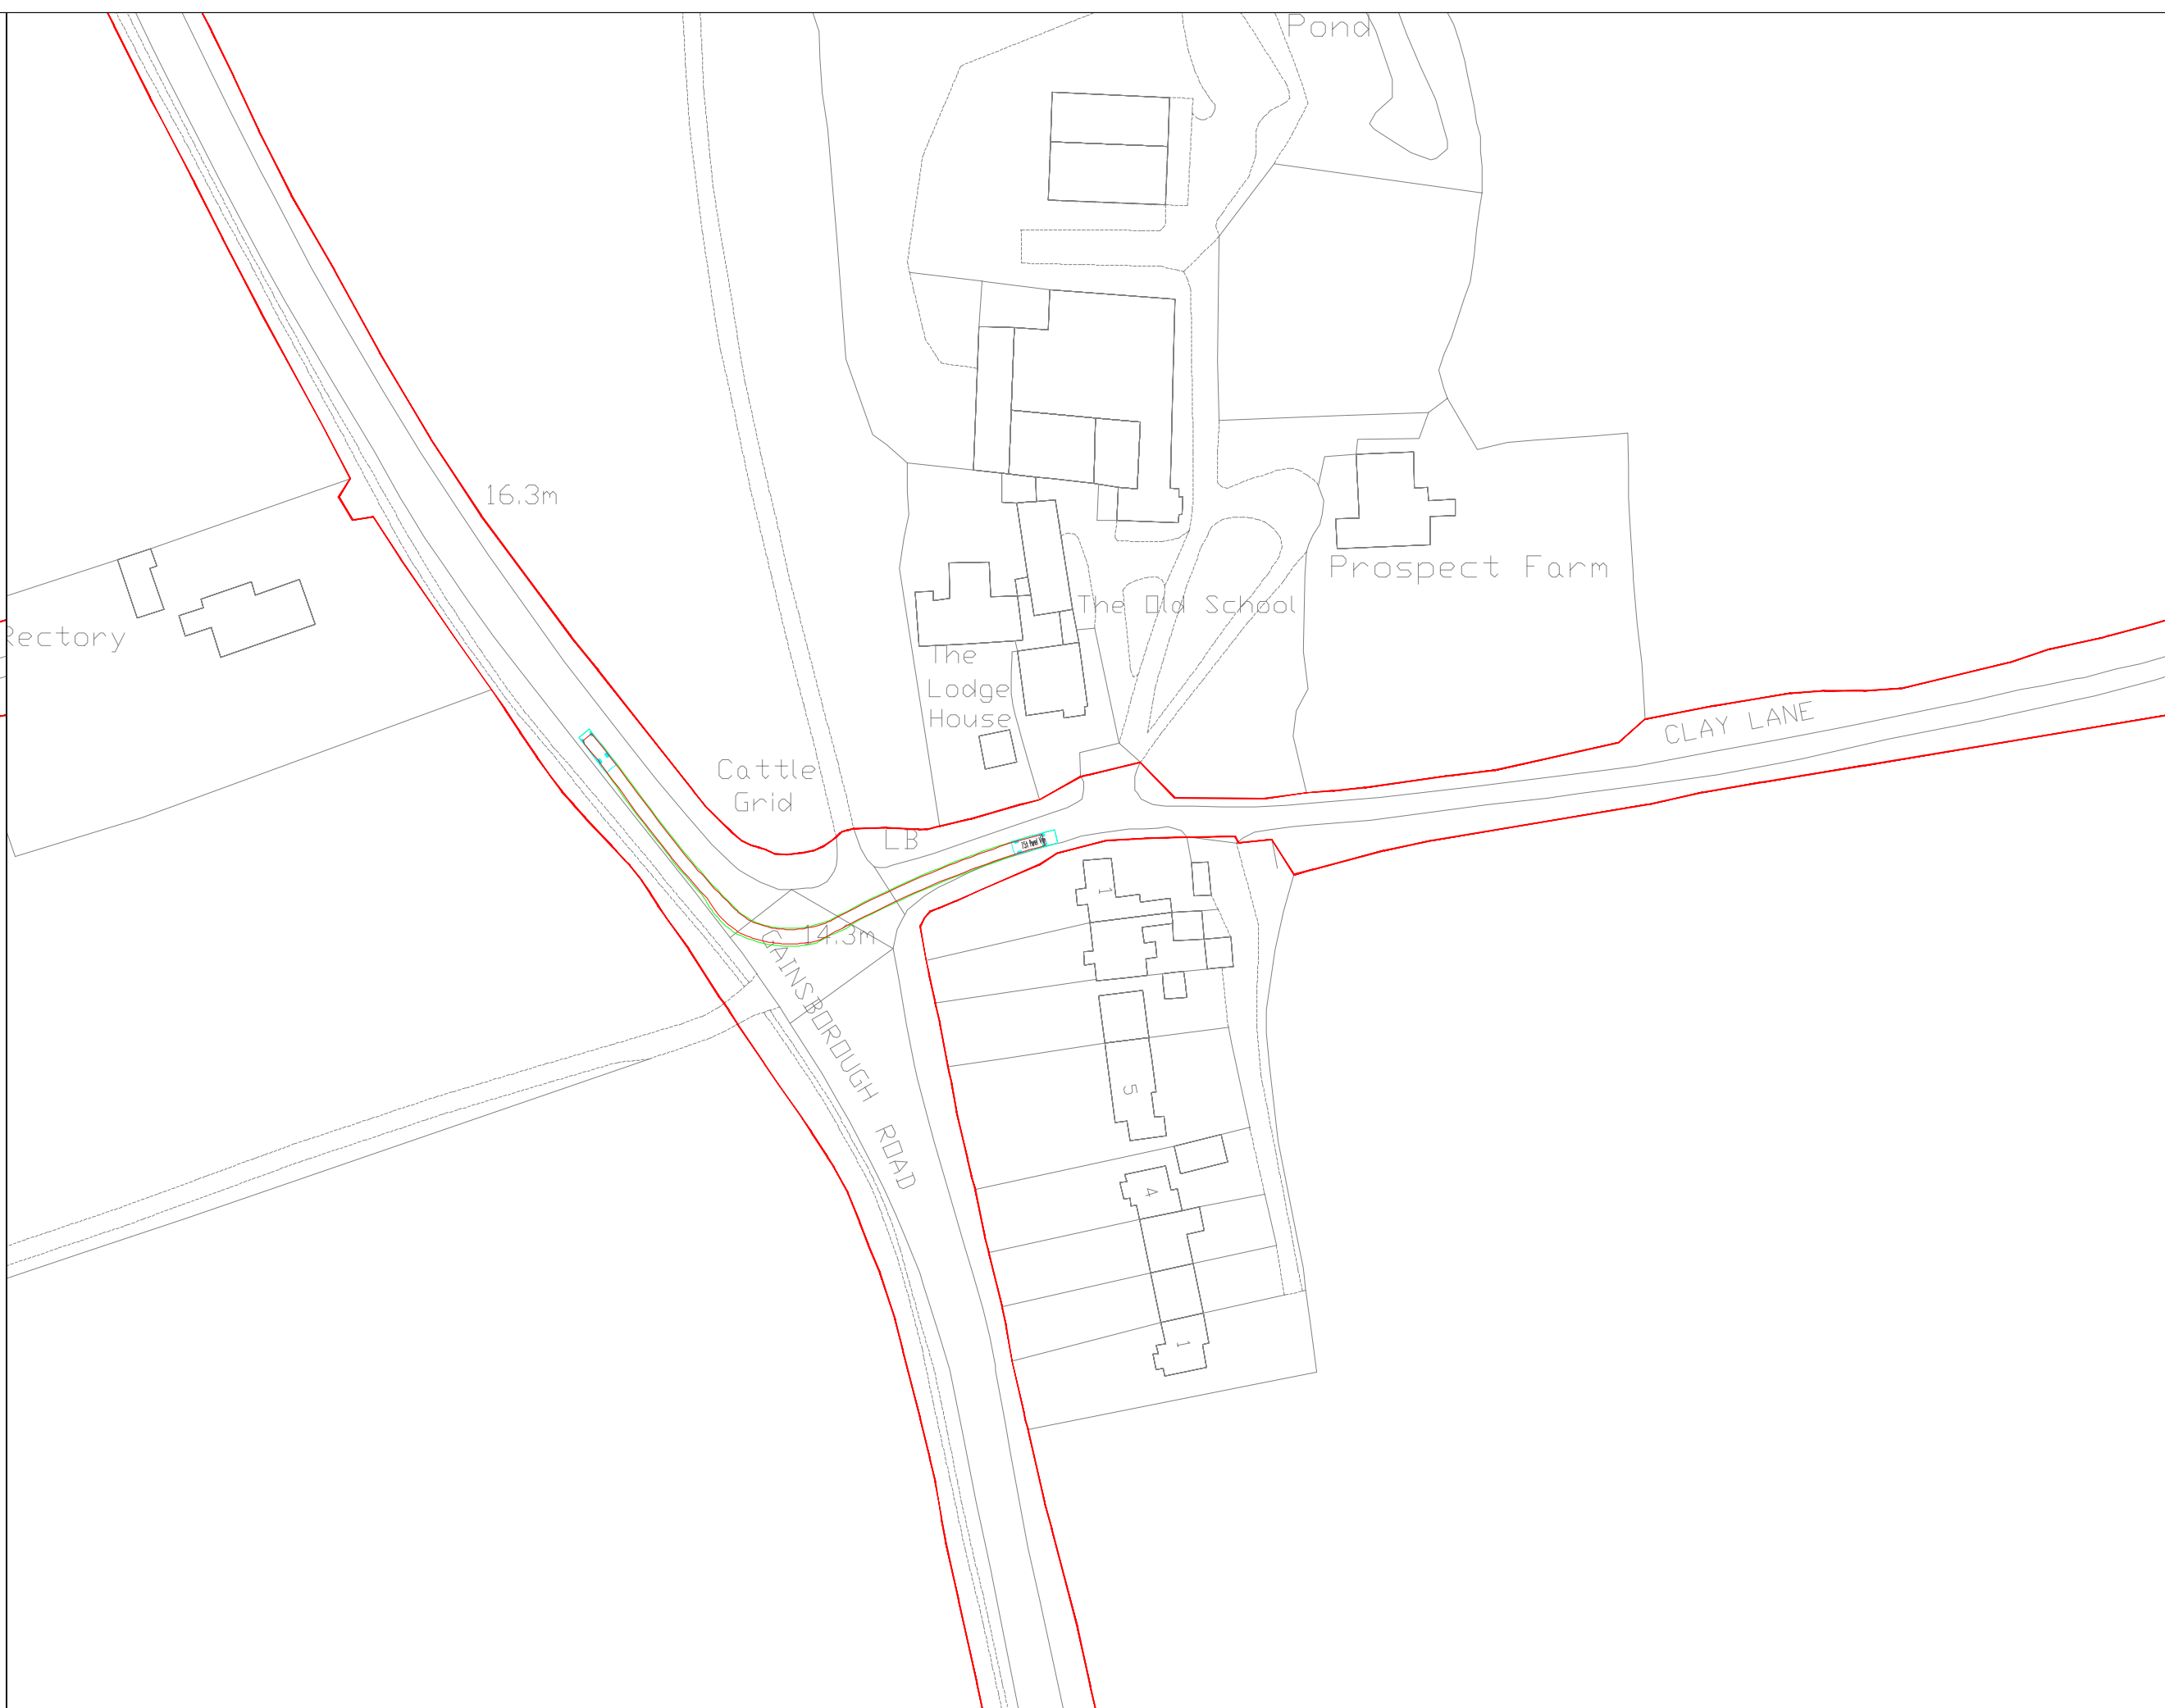 Pond
16.3m
Prospect Farm
The Old School
Rectory
The
Lodge
House
CLAY LANE
Cattle
Grid
LB
1
14.3m
GAINSBOROUGH ROAD
5
4
1